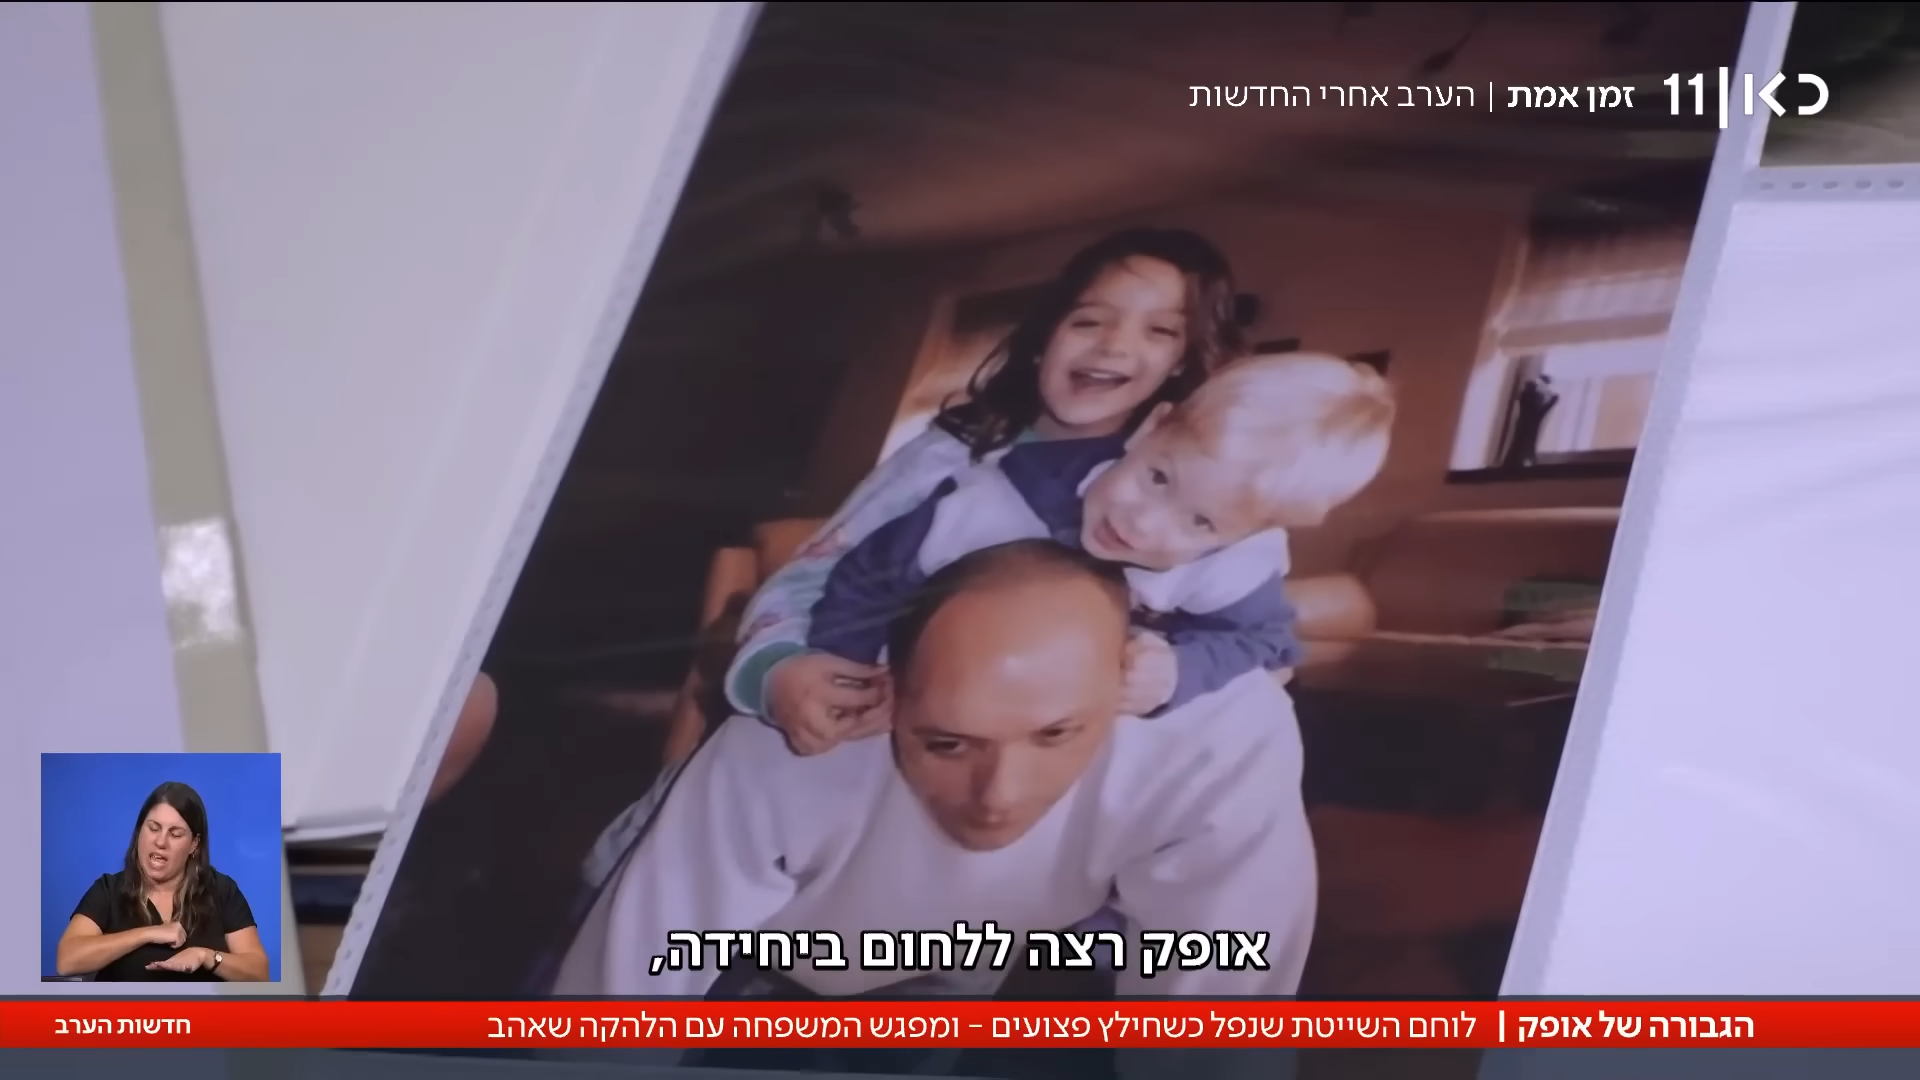 כאן|11 זמן אמת | הערב אחרי החדשות
אופק רצה ללחום ביחידה,
הגבורה של אופק | לוחם השייטת שנפל כשחילץ פצועים - ומפגש המשפחה עם הלהקה שאהב
חדשות הערב